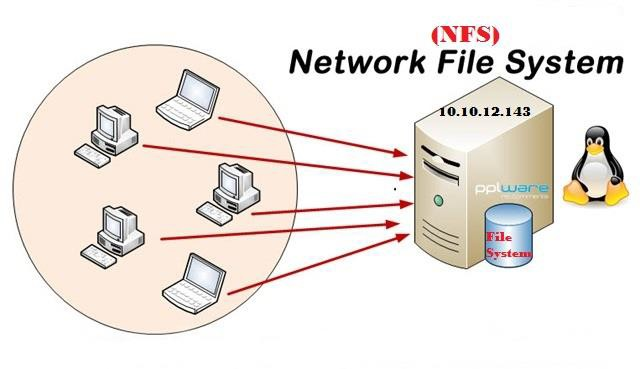 (NFS)
Network File System
10.10.12.143
pplware
File
System